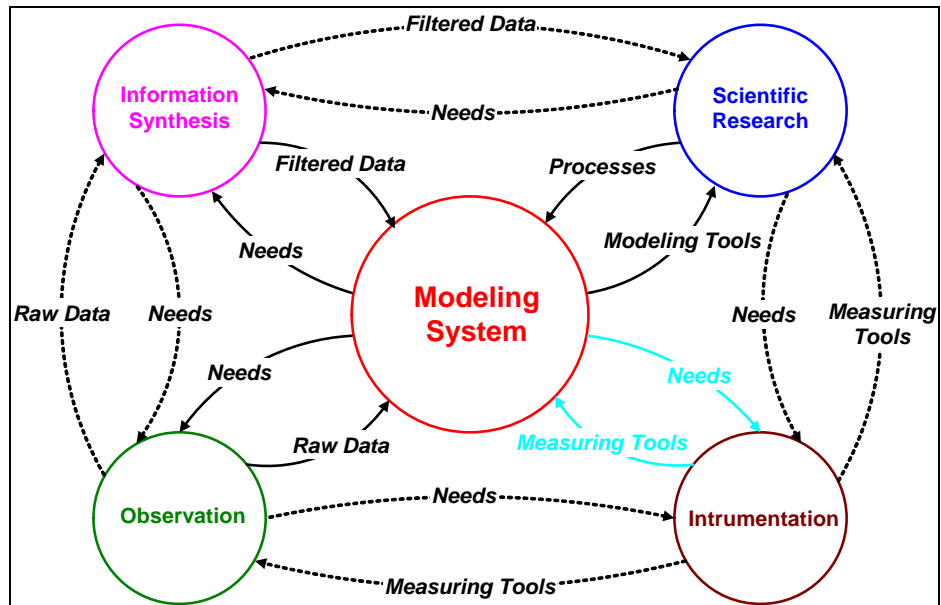 Filtered Data
Information
Synthesis
Scientific
Research
Needs
Filtered Data
Processes
Needs
Modeling Tools
Modeling
System
Raw Data
Needs
Needs
Measuring
Tools
Needs
Needs
Raw Data
Measuring Tools
Needs
Observation
Intrumentation
Measuring Tools